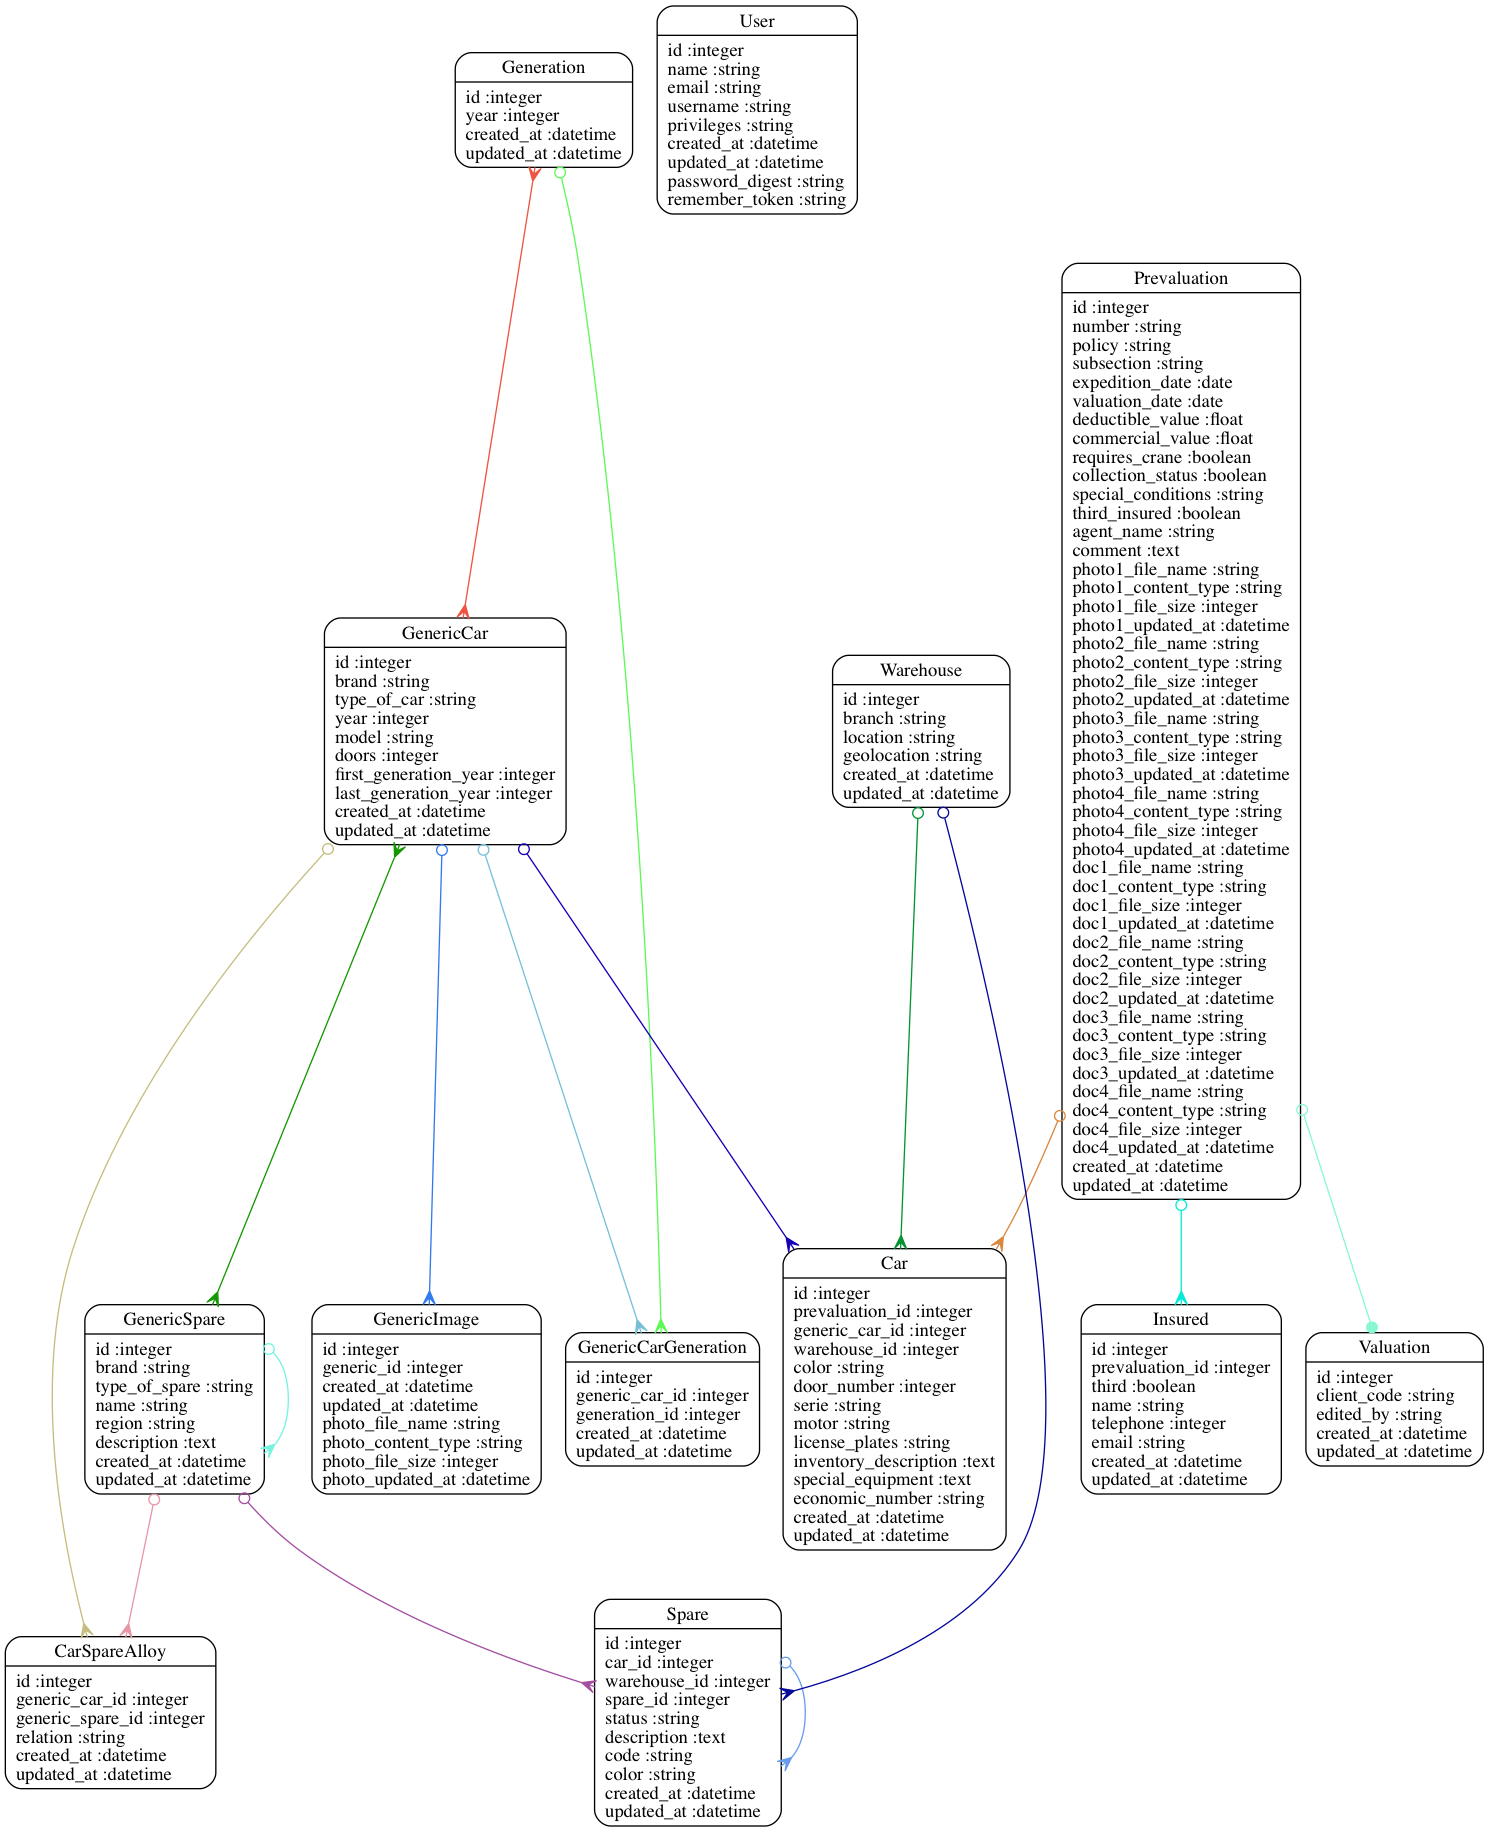 User
id :integer
name :string
email :string
username :string
privileges :string
created_at :datetime
updated_at :datetime
password_digest :string
remember_token :string
Generation
id :integer
year :integer
created_at :datetime
updated_at :datetime
Prevaluation
id :integer
number :string
policy :string
subsection :string
expedition_date :date
valuation_date :date
deductible_value :float
commercial_value :float
requires_crane :boolean
collection_status :boolean
special_conditions :string
third_insured :boolean
agent_name :string
comment :text
photo1_file_name :string
photo1_content_type :string
photo1_file_size :integer
photo1_updated_at :datetime
photo2_file_name :string
photo2_content_type :string
photo2_file_size :integer
photo2_updated_at :datetime
photo3_file_name :string
photo3_content_type :string
photo3_file_size :integer
photo3_updated_at :datetime
photo4_file_name :string
photo4_content_type :string
photo4_file_size :integer
photo4_updated_at :datetime
doc1_file_name :string
doc1_content_type :string
doc1_file_size :integer
doc1_updated_at :datetime
doc2_file_name :string
doc2_content_type :string
doc2_file_size :integer
doc2_updated_at :datetime
doc3_file_name :string
doc3_content_type :string
doc3_file_size :integer
doc3_updated_at :datetime
doc4_file_name :string
doc4_content_type :string
doc4_file_size :integer
doc4_updated_at :datetime
created_at :datetime
updated_at :datetime
GenericCar
id :integer
brand :string
type_of_car :string
year :integer
model :string
doors :integer
first_generation_year :integer
last_generation_year :integer
created_at :datetime
updated_at :datetime
Warehouse
id :integer
branch :string
location :string
geolocation :string
created_at :datetime
updated_at :datetime
GenericSpare
id :integer
brand :string
type_of_spare :string
name :string
region :string
description :text
created_at :datetime
updated_at :datetime
GenericImage
id :integer
generic_id :integer
created_at :datetime
updated_at :datetime
photo_file_name :string
photo_content_type :string
photo_file_size :integer
photo_updated_at :datetime
GenericCarGeneration
id :integer
generic_car_id :integer
generation_id :integer
created_at :datetime
updated_at :datetime
Car
id :integer
prevaluation_id :integer
generic_car_id :integer
warehouse_id :integer
color :string
door_number :integer
serie :string
motor :string
license_plates :string
inventory_description :text
special_equipment :text
economic_number :string
created_at :datetime
updated_at :datetime
Insured
id :integer
prevaluation_id :integer
third :boolean
name :string
telephone :integer
email :string
created_at :datetime
updated_at :datetime
Valuation
id :integer
client_code :string
edited_by :string
created_at :datetime
updated_at :datetime
CarSpareAlloy
id :integer
generic_car_id :integer
generic_spare_id :integer
relation :string
created_at :datetime
updated_at :datetime
Spare
id :integer
car_id :integer
warehouse_id :integer
spare_id :integer
status :string
description :text
code :string
color :string
created_at :datetime
updated_at :datetime